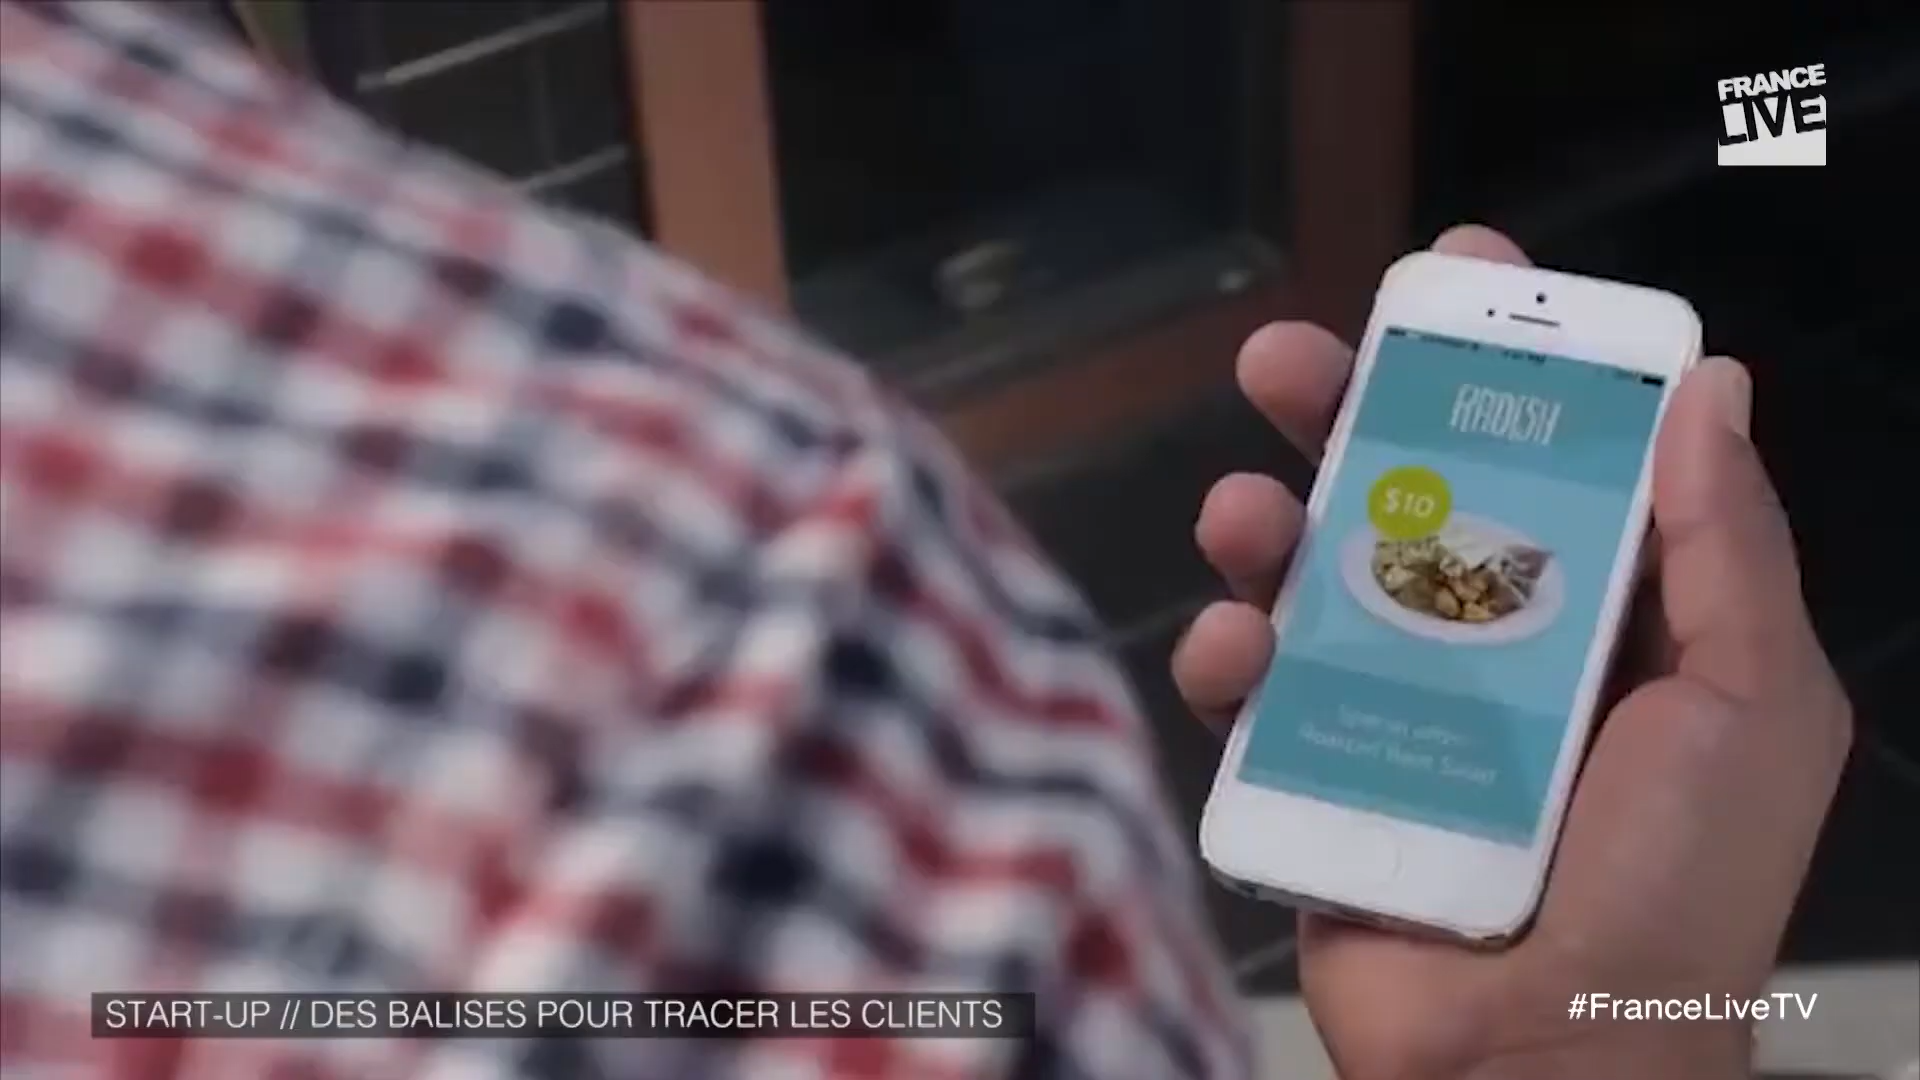 FRANCE
LIVE
RADISH
$10
START-UP // DES BALISES POUR TRACER LES CLIENTS
#FranceLiveTV